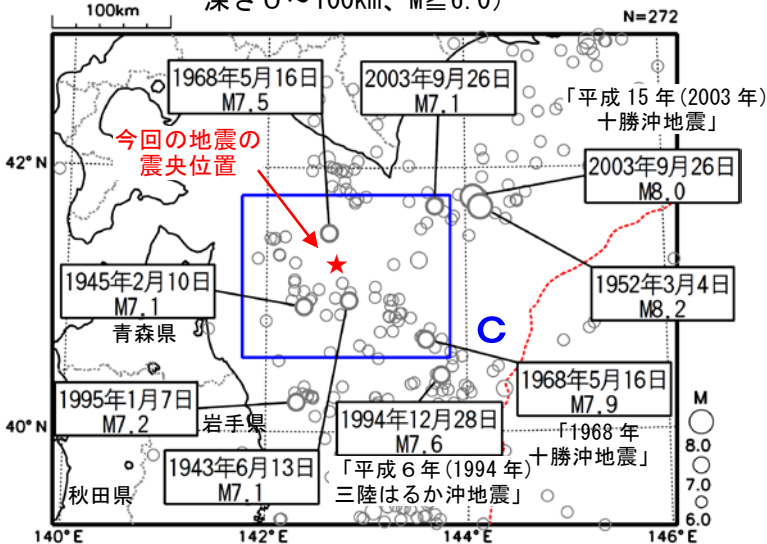 深さ0～100km、M≧6.0)
100km
N=272
1968年5月16日
M7.5
2003年9月26日
M7.1
「平成15年(2003年)
十勝沖地震」
今回の地震の
震央位置
42°N
2003年9月26日
M8.0
1945年2月10日
M7.1
青森県
1952年3月4日
M8.2
C
1968年5月16日
M7.9
「1968年
十勝沖地震」
1995年1月7日
M7.2
岩手県
40°N
1994年12月28日
M7.6
「平成6年(1994年)
三陸はるか沖地震」
1943年6月13日
M7.1
秋田県
M
8.0
7.0
6.0
140°E
142°E
144°E
146°E